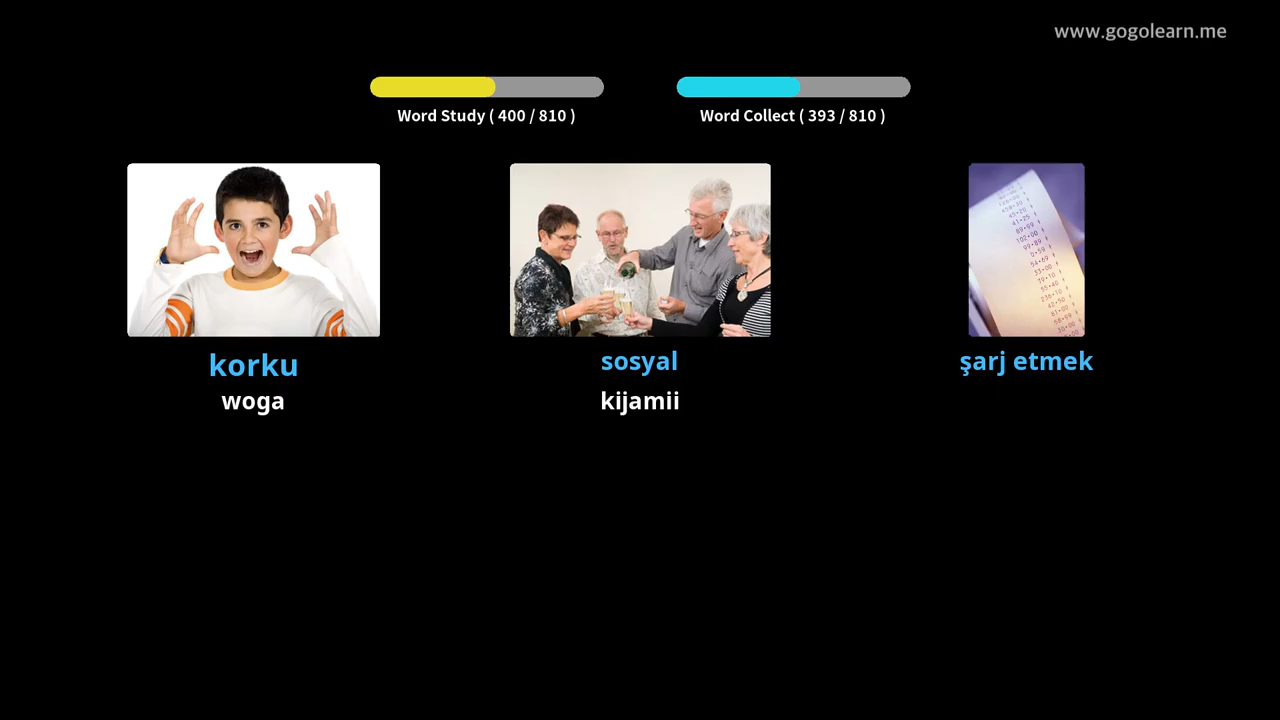 www.gogolearn.me
Word Study ( 400 / 810 )
Word Collect ( 393 / 810 )
korku
woga
sosyal
kijamii
şarj etmek